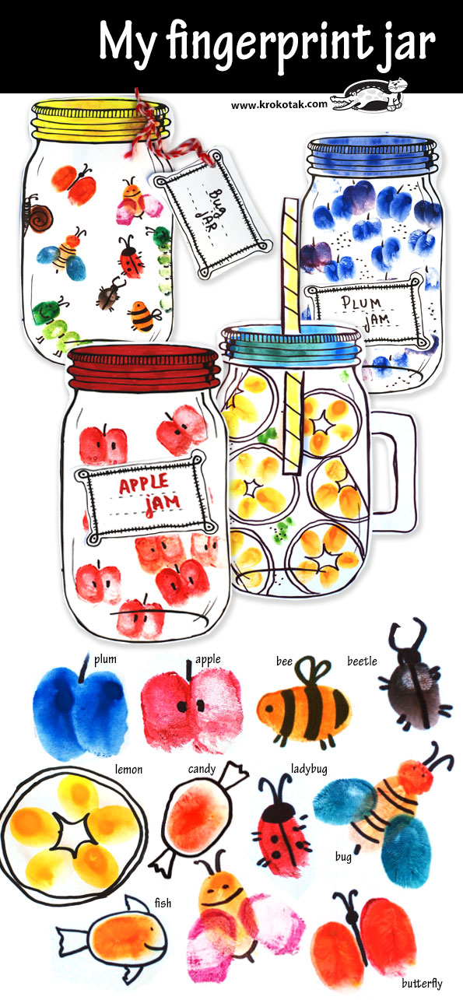 My fingerprint jar
www.krokotak.com
Bug
JAR
PLUM
jAM
APPLE
jAM
plum
apple
bee
beetle
lemon
candy
ladybug
bug
fish
butterfly